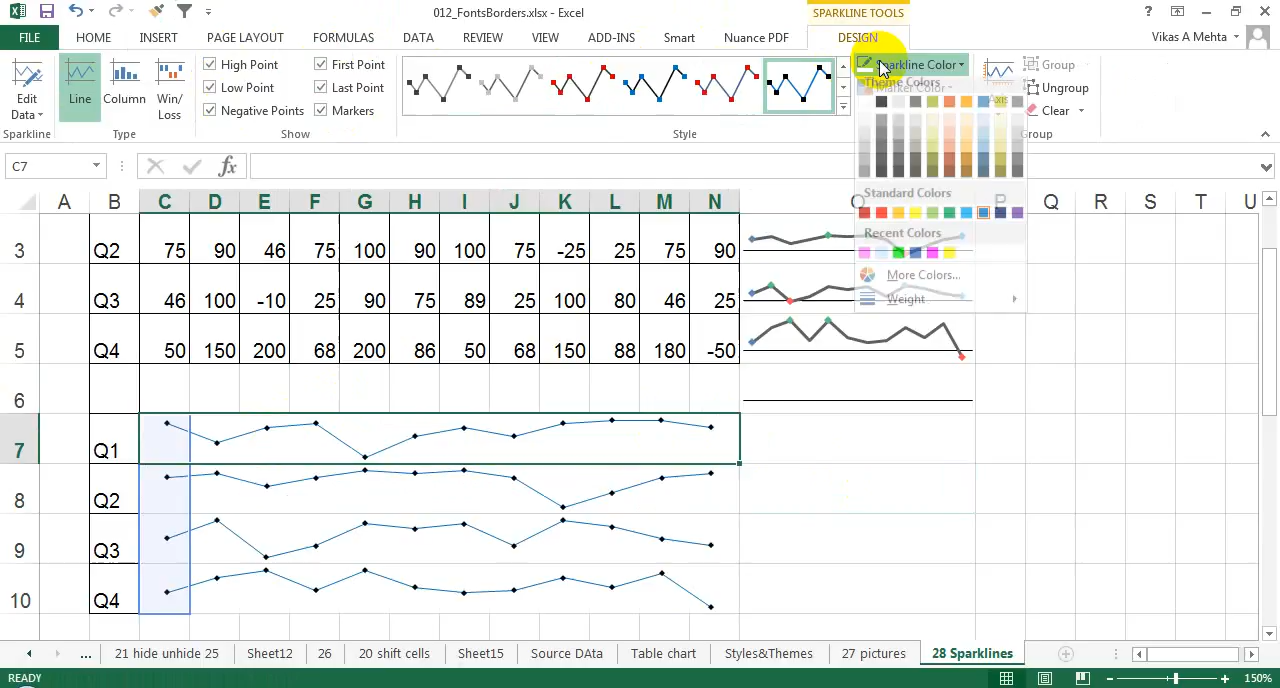 012_FontsBorders.xlsx - Excel
SPARKLINE TOOLS
FILE HOME INSERT PAGE LAYOUT FORMULAS DATA REVIEW VIEW ADD-INS Smart Nuance PDF DESIGN Vikas A Mehta
Edit Data
Line
Column
Win/ Loss
High Point First Point
Low Point Last Point
Negative Points Markers
Sparkline Color
Marker Color
Axis
Group
Ungroup
Clear
Sparkline Type Show Style Group
Theme Colors
Standard Colors
Recent Colors
More Colors...
Weight
C7 fx
A B C D E F G H I J K L M N O P Q R S T U
3 Q2 75 90 46 75 100 90 100 75 -25 25 75 90
4 Q3 46 100 -10 25 90 75 89 25 100 80 46 25
5 Q4 50 150 200 68 200 86 50 68 150 88 180 -50
6
7 Q1
8 Q2
9 Q3
10 Q4
... 21 hide unhide 25 Sheet12 26 20 shift cells Sheet15 Source DAta Table chart Styles&Themes 27 pictures 28 Sparklines
READY 150%